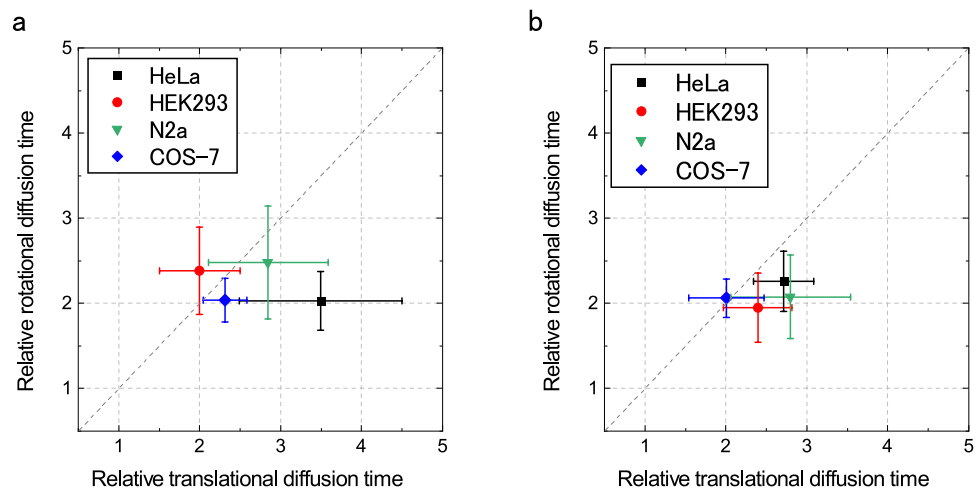 a
5
4
3
2
1
Relative rotational diffusion time
HeLa
HEK293
N2a
COS-7
1 2 3 4 5
Relative translational diffusion time
b
5
4
3
2
1
Relative rotational diffusion time
HeLa
HEK293
N2a
COS-7
1 2 3 4 5
Relative translational diffusion time